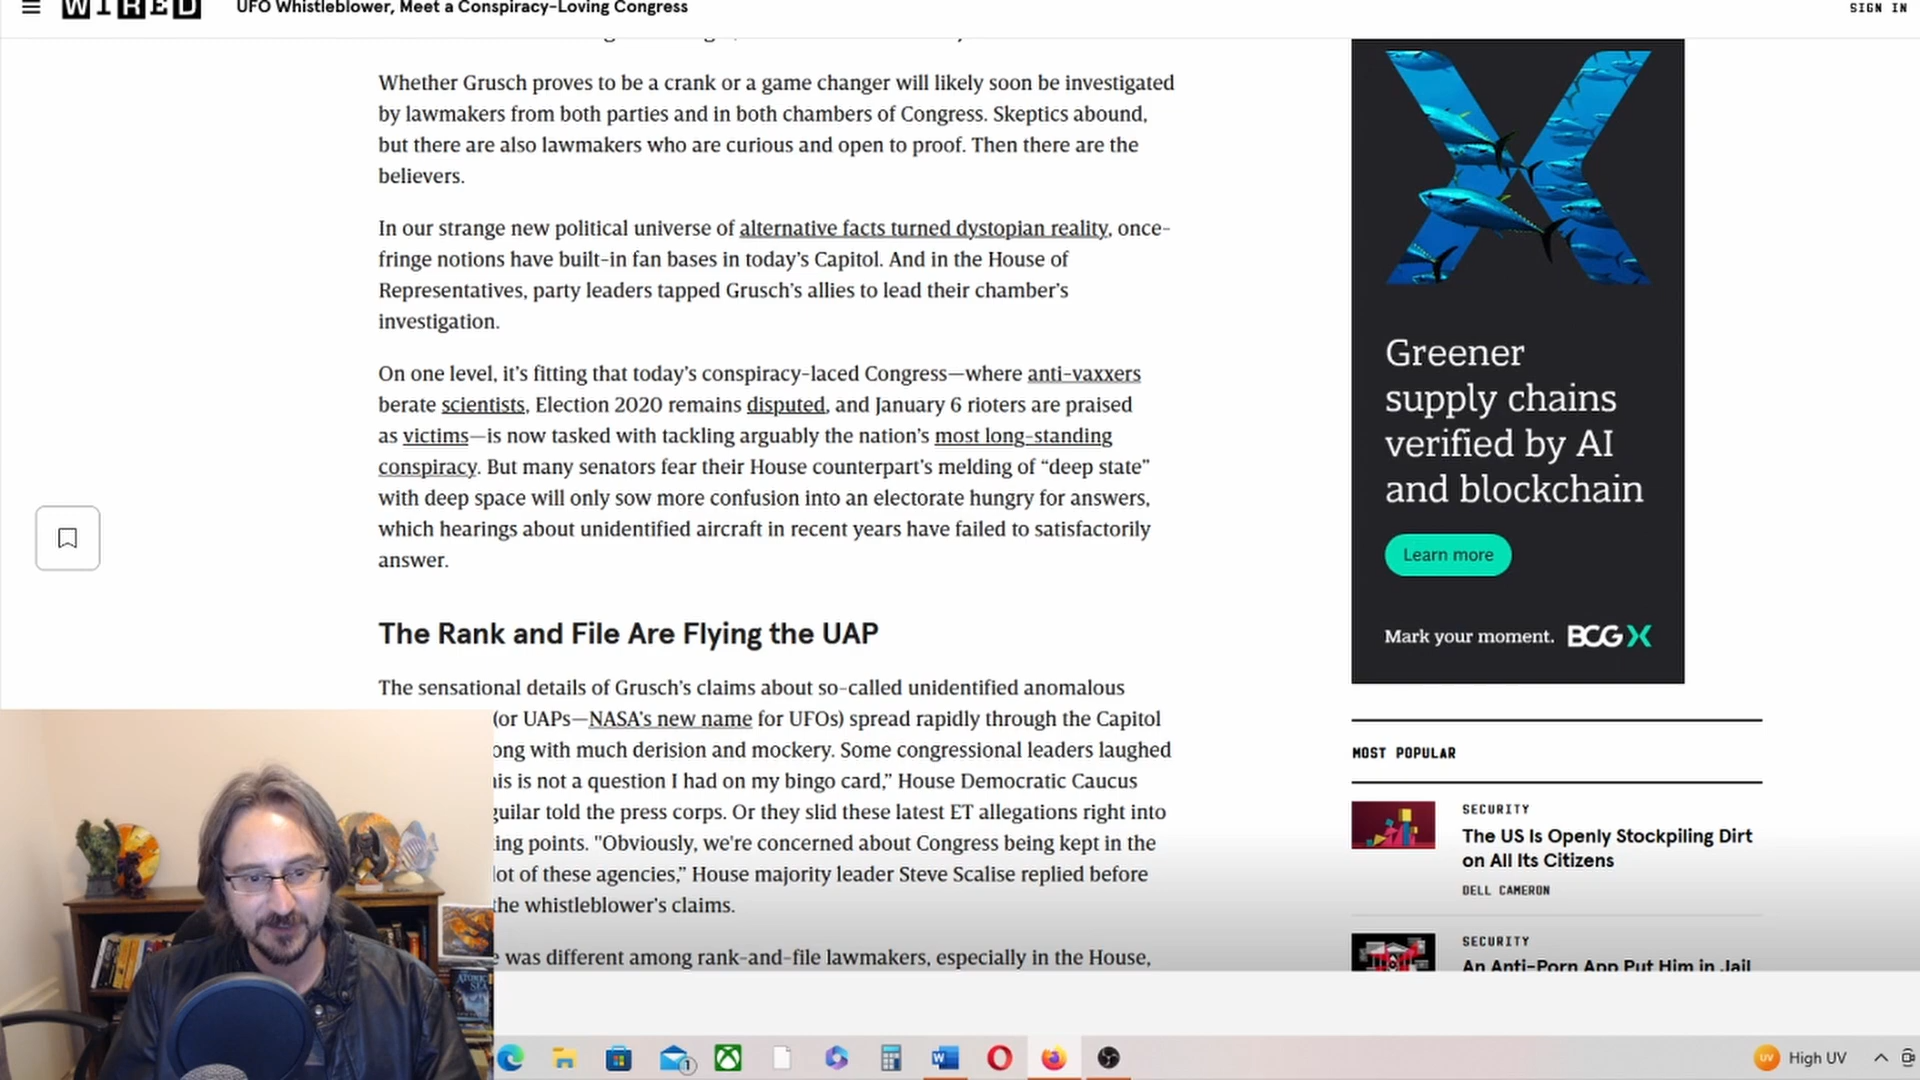 WIRED
UFO Whistleblower, Meet a Conspiracy-Loving Congress
SIGN IN
Whether Grusch proves to be a crank or a game changer will likely soon be investigated
by lawmakers from both parties and in both chambers of Congress. Skeptics abound,
but there are also lawmakers who are curious and open to proof. Then there are the
believers.
In our strange new political universe of alternative facts turned dystopian reality, once-
fringe notions have built-in fan bases in today’s Capitol. And in the House of
Representatives, party leaders tapped Grusch’s allies to lead their chamber’s
investigation.
On one level, it’s fitting that today’s conspiracy-laced Congress—where anti-vaxxers
berate scientists, Election 2020 remains disputed, and January 6 rioters are praised
as victims—is now tasked with tackling arguably the nation’s most long-standing
conspiracy. But many senators fear their House counterpart’s melding of “deep state”
with deep space will only sow more confusion into an electorate hungry for answers,
which hearings about unidentified aircraft in recent years have failed to satisfactorily
answer.
The Rank and File Are Flying the UAP
The sensational details of Grusch’s claims about so-called unidentified anomalous
(or UAPs—NASA’s new name for UFOs) spread rapidly through the Capitol
ong with much derision and mockery. Some congressional leaders laughed
is is not a question I had on my bingo card,” House Democratic Caucus
guilar told the press corps. Or they slid these latest ET allegations right into
ing points. "Obviously, we're concerned about Congress being kept in the
lot of these agencies,” House majority leader Steve Scalise replied before
the whistleblower’s claims.
e was different among rank-and-file lawmakers, especially in the House,
Greener
supply chains
verified by AI
and blockchain
Learn more
Mark your moment. BCG X
MOST POPULAR
SECURITY
The US Is Openly Stockpiling Dirt
on All Its Citizens
DELL CAMERON
SECURITY
An Anti-Porn App Put Him in Jail
1
UV
High UV